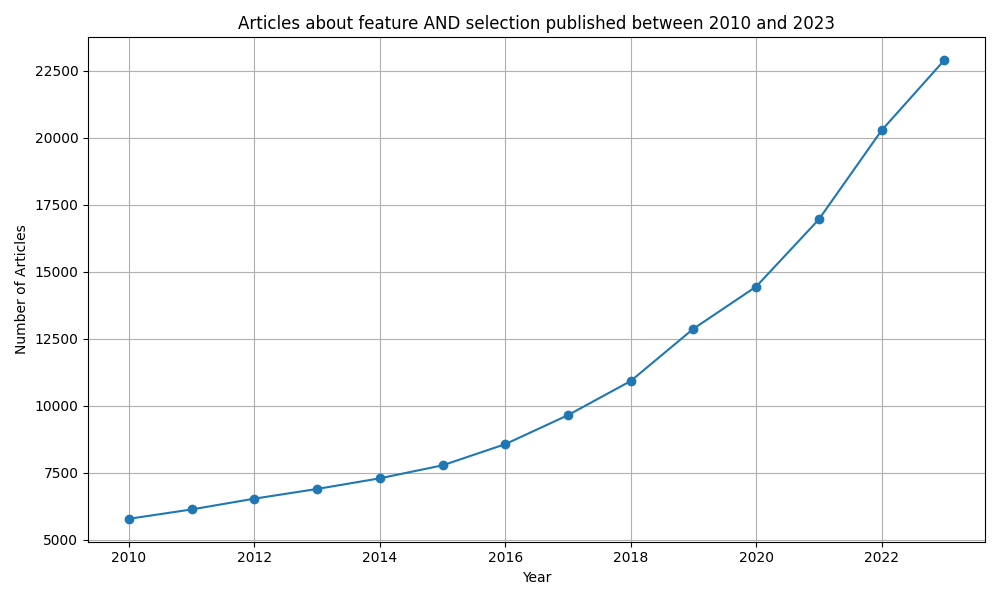 Articles about feature AND selection published between 2010 and 2023
Number of Articles
22500
20000
17500
15000
12500
10000
7500
5000
2010 2012 2014 2016 2018 2020 2022
Year